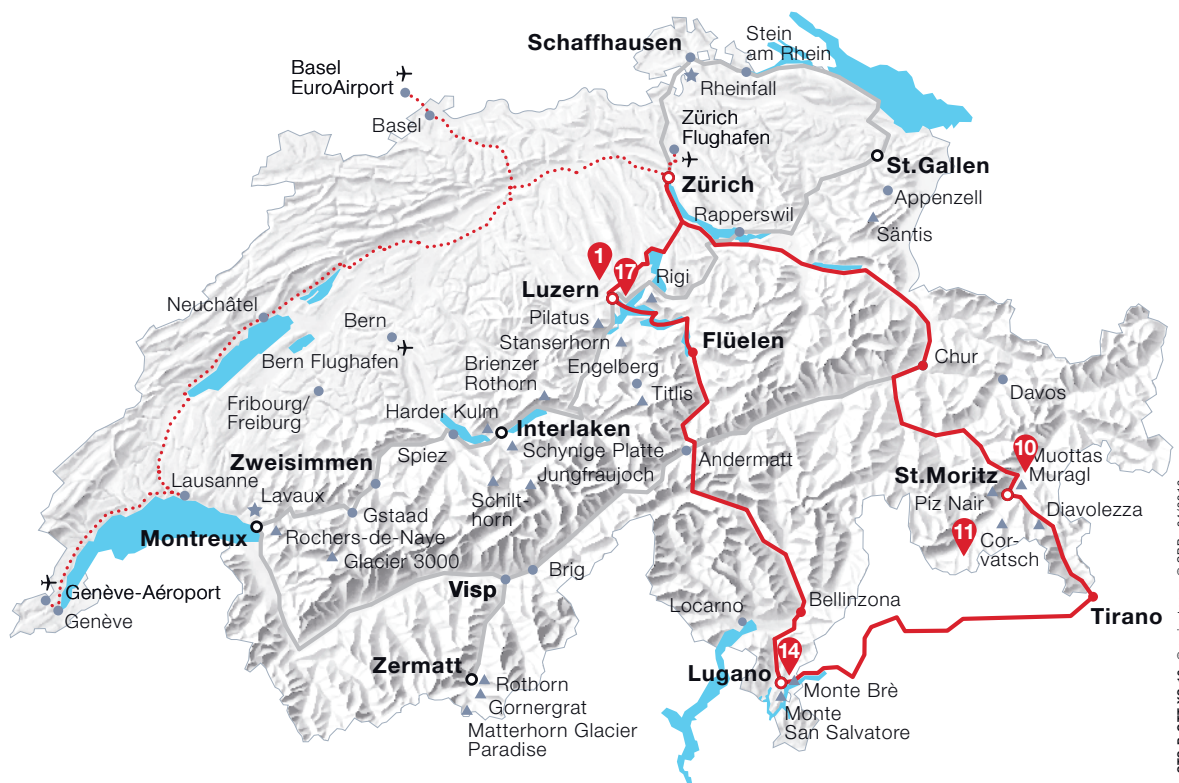 Schaffhausen
Stein
am Rhein
Basel
EuroAirport
Rheinfall
Basel
Zürich
Flughafen
St.Gallen
Zürich
Appenzell
Rapperswil
Säntis
1
17
Rigi
Luzern
Neuchâtel
Pilatus
Bern
Flüelen
Stanserhorn
Bern Flughafen
Chur
Brienzer
Rothorn
Engelberg
Titlis
Davos
Fribourg/
Freiburg
Harder Kulm
Interlaken
10
Muottas
Muragl
Spiez
Schynige Platte
Andermatt
Zweisimmen
Jungfraujoch
St.Moritz
Lausanne
Lavaux
Schilt-
horn
Piz Nair
Diavolezza
Gstaad
11
Montreux
Rochers-de-Naye
Cor-
vatsch
Glacier 3000
Brig
Visp
Genève-Aéroport
Genève
Locarno
Bellinzona
Tirano
14
Zermatt
Lugano
Rothorn
Monte Brè
Gornergrat
Monte
San Salvatore
Matterhorn Glacier
Paradise